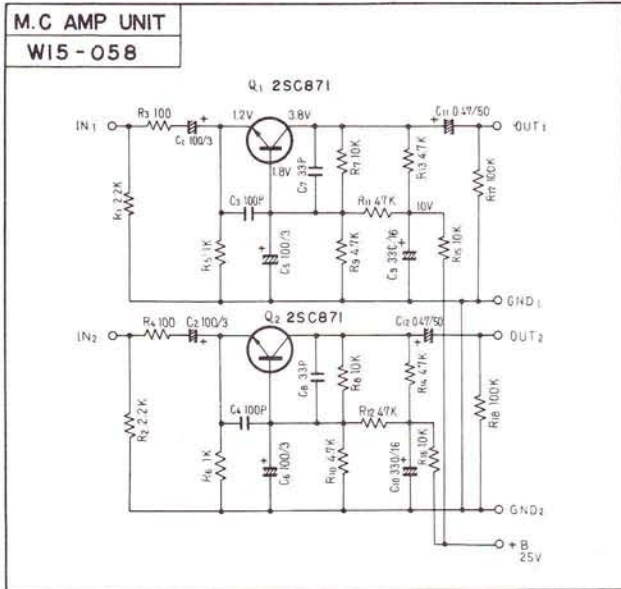 M.C AMP UNIT
W15-058
Q1 2SC871
IN1
R3 100
C1 100/3
+
1.2V
3.8V
1.8V
C11 0.47/50
+
OUT1
R1 2.2K
R5 1K
C3 100P
C5 100/3
+
C7 33P
R7 10K
R9 4.7K
R11 47K
R13 4.7K
10V
C9 330/16
+
R15 10K
R17 100K
GND1
Q2 2SC871
IN2
R4 100
C2 100/3
+
C12 0.47/50
+
OUT2
R2 2.2K
R6 1K
C4 100P
C6 100/3
+
C8 33P
R8 10K
R10 4.7K
R12 47K
R14 47K
C10 330/16
+
R16 10K
R18 100K
GND2
+B
25V